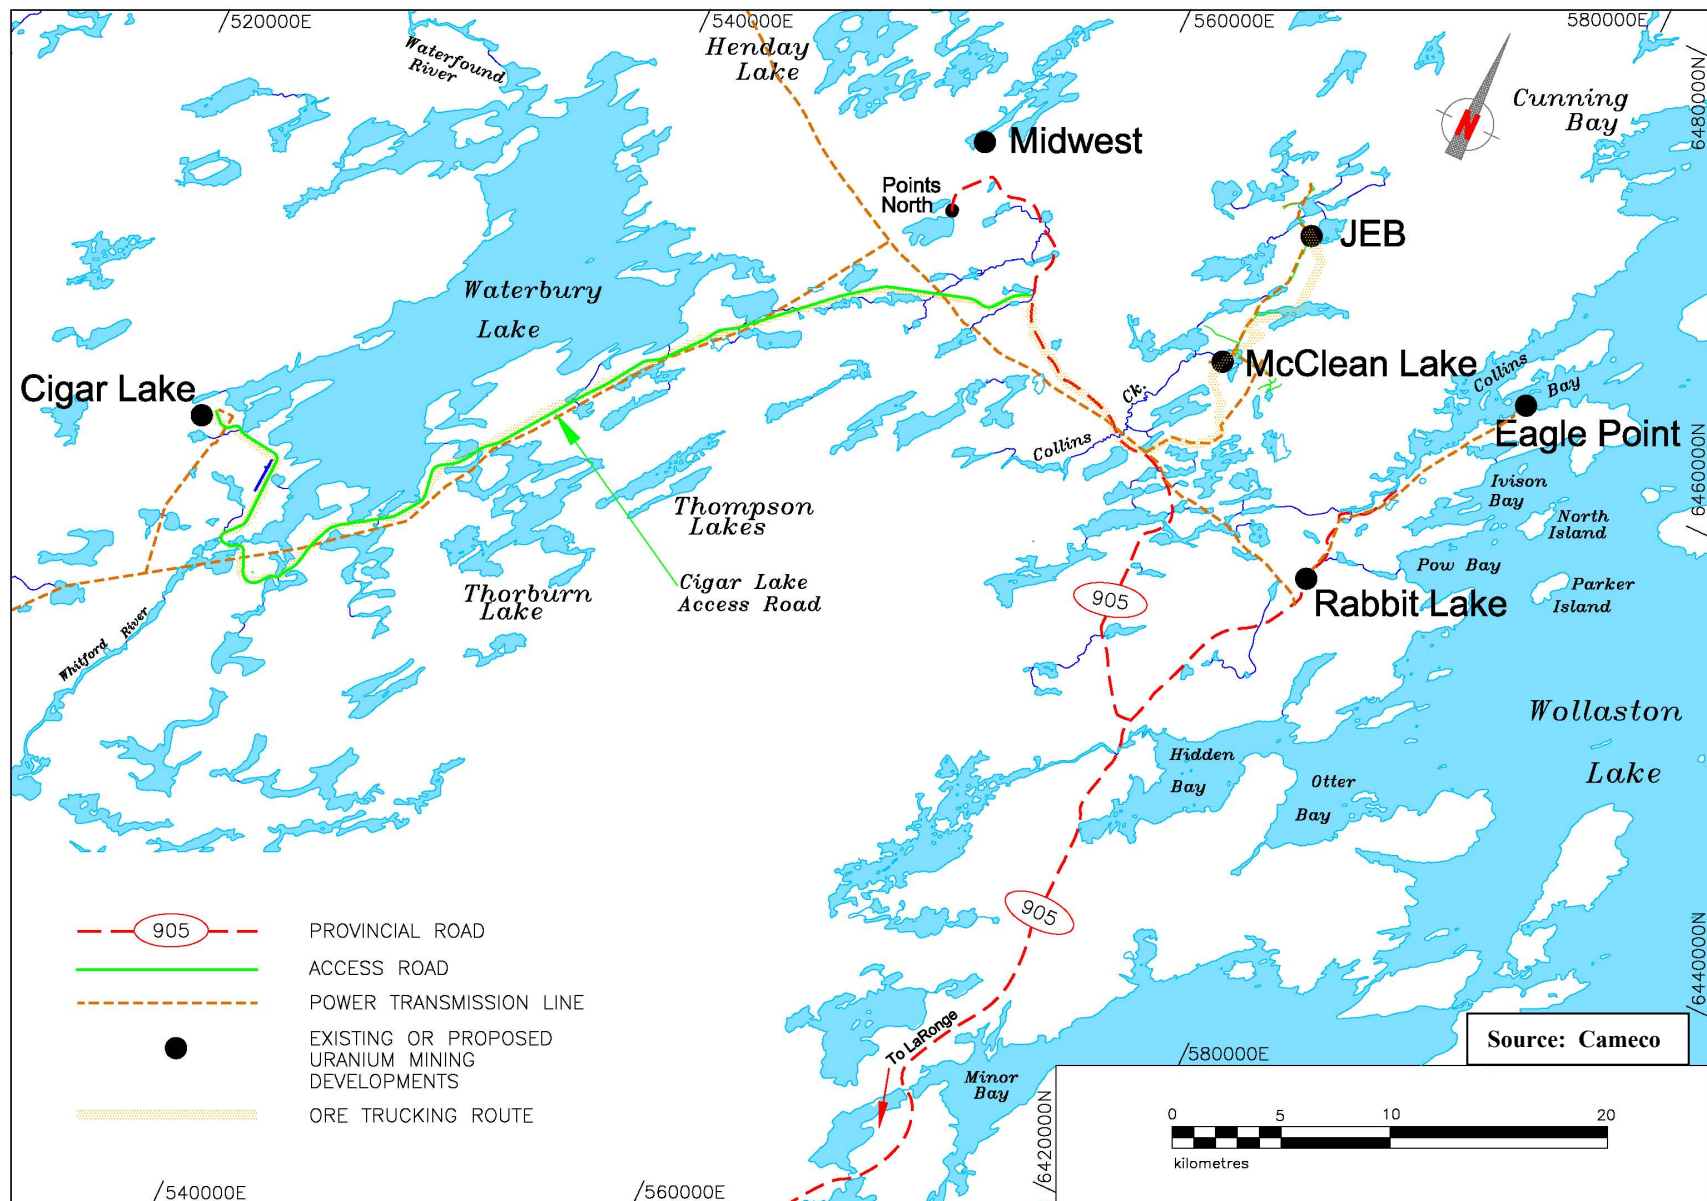 520000E
540000E
560000E
580000E
Waterfound
River
Henday
Lake
Cunning
Bay
6480000N
Midwest
Points
North
JEB
Waterbury
Lake
McClean Lake
Collins
Bay
Cigar Lake
Ck.
Collins
Eagle Point
Ivison
Bay
6460000N
North
Island
Thompson
Lakes
Pow Bay
Parker
Island
Thorburn
Lake
Cigar Lake
Access Road
905
Rabbit Lake
Whitford River
Wollaston
Lake
Hidden
Bay
Otter
Bay
905
905
PROVINCIAL ROAD
ACCESS ROAD
POWER TRANSMISSION LINE
EXISTING OR PROPOSED
URANIUM MINING
DEVELOPMENTS
ORE TRUCKING ROUTE
6440000N
To LaRonge
Source: Cameco
580000E
Minor
Bay
6420000N
0 5 10 20
kilometres
540000E
560000E
N